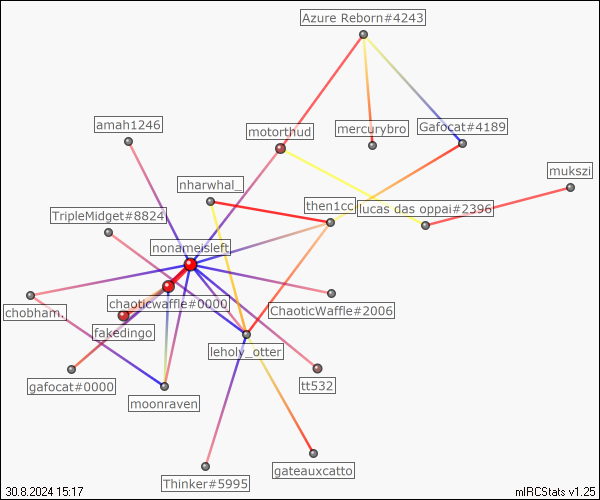 Azure Reborn#4243
amah1246
motorthud
mercurybro
Gafocat#4189
mukszi
nharwhal_
then1cc
lucas das oppai#2396
TripleMidget#8824
nonameisleft
chobham.
chaoticwaffle#0000
ChaoticWaffle#2006
fakedingo
leholy_otter
gafocat#0000
tt532
moonraven
gateauxcatto
Thinker#5995
30.8.2024 15:17
mIRCStats v1.25